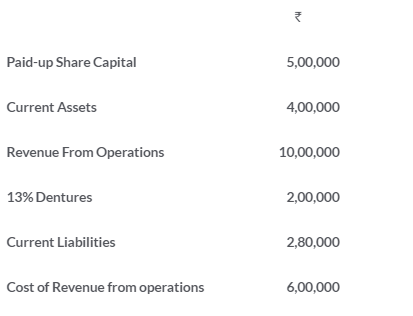 ₹
Paid-up Share Capital 5,00,000
Current Assets 4,00,000
Revenue From Operations 10,00,000
13% Dentures 2,00,000
Current Liabilities 2,80,000
Cost of Revenue from operations 6,00,000